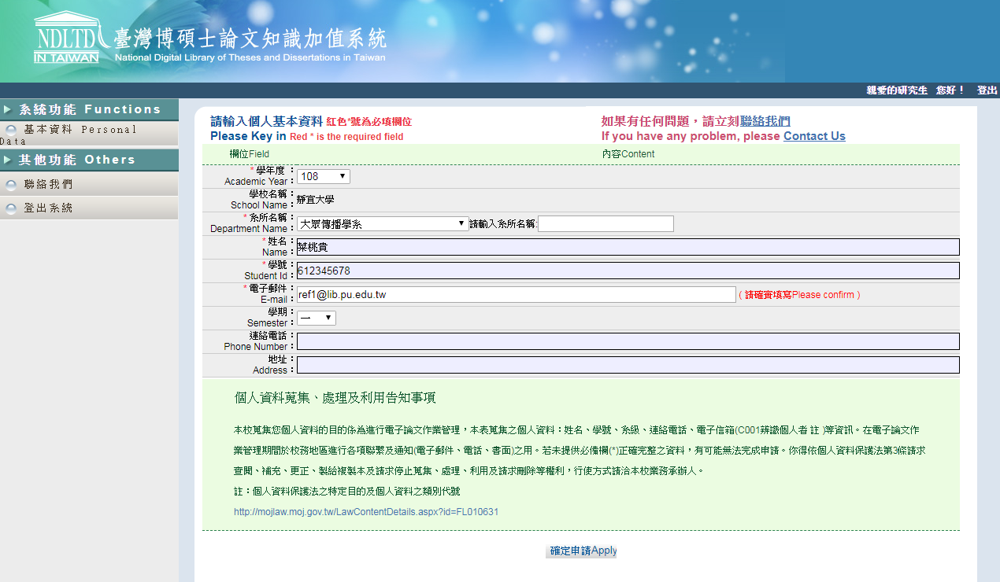 NDLTD
IN TAIWAN
臺灣博碩士論文知識加值系統
National Digital Library of Theses and Dissertations in Taiwan
親愛的研究生 您好！ 登出
系統功能 Functions
基本資料 Personal
Data
其他功能 Others
聯絡我們
登出系統
請輸入個人基本資料 紅色*號為必填欄位
Please Key in Red * is the required field
如果有任何問題，請立刻聯絡我們
If you have any problem, please Contact Us
欄位Field 內容Content
*學年度：
Academic Year： 108
學校名稱：
School Name： 靜宜大學
*系所名稱：
Department Name： 大眾傳播學系 請輸入系所名稱:
*姓名：
Name： 葉桃貴
*學號：
Student Id： 612345678
*電子郵件：
E-mail： ref1@lib.pu.edu.tw ( 請確實填寫Please confirm )
學期：
Semester： 一
連絡電話：
Phone Number：
地址：
Address：
個人資料蒐集、處理及利用告知事項
本校蒐集您個人資料的目的係為進行電子論文作業管理，本表蒐集之個人資料：姓名、學號、系級、連絡電話、電子信箱(C001辨識個人者 註 )等資訊。在電子論文作
業管理期間於校務地區進行各項聯繫及通知(電子郵件、電話、書面)之用。若未提供必備欄(*)正確完整之資料，有可能無法完成申請。你得依個人資料保護法第3條請求
查閱、補充、更正、製給複製本及請求停止蒐集、處理、利用及請求刪除等權利，行使方式請洽本校業務承辦人。
註：個人資料保護法之特定目的及個人資料之類別代號
http://mojlaw.moj.gov.tw/LawContentDetails.aspx?id=FL010631
確定申請Apply